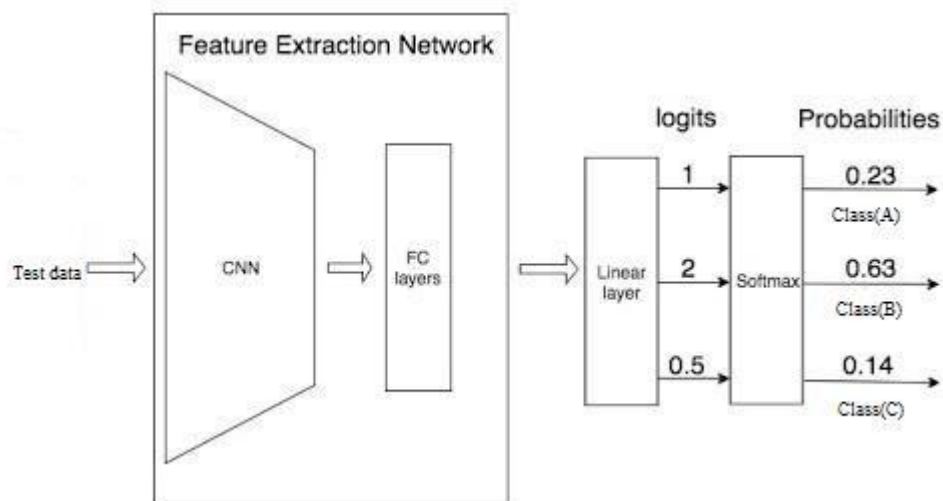 Feature Extraction Network
logits
Probabilities
1
0.23
Class(A)
Test data
CNN
FC
layers
Linear
layer
2
Softmax
0.63
Class(B)
0.5
0.14
Class(C)